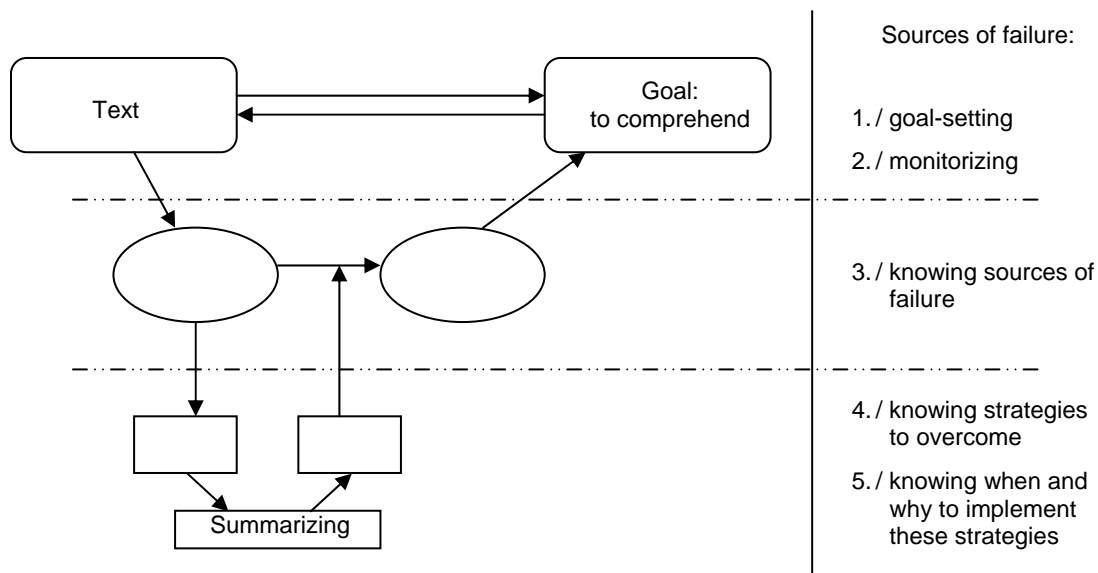 Sources of failure:
Text
Goal:
to comprehend
1. / goal-setting
2. / monitorizing
3. / knowing sources of
failure
4. / knowing strategies
to overcome
5. / knowing when and
why to implement
these strategies
Summarizing